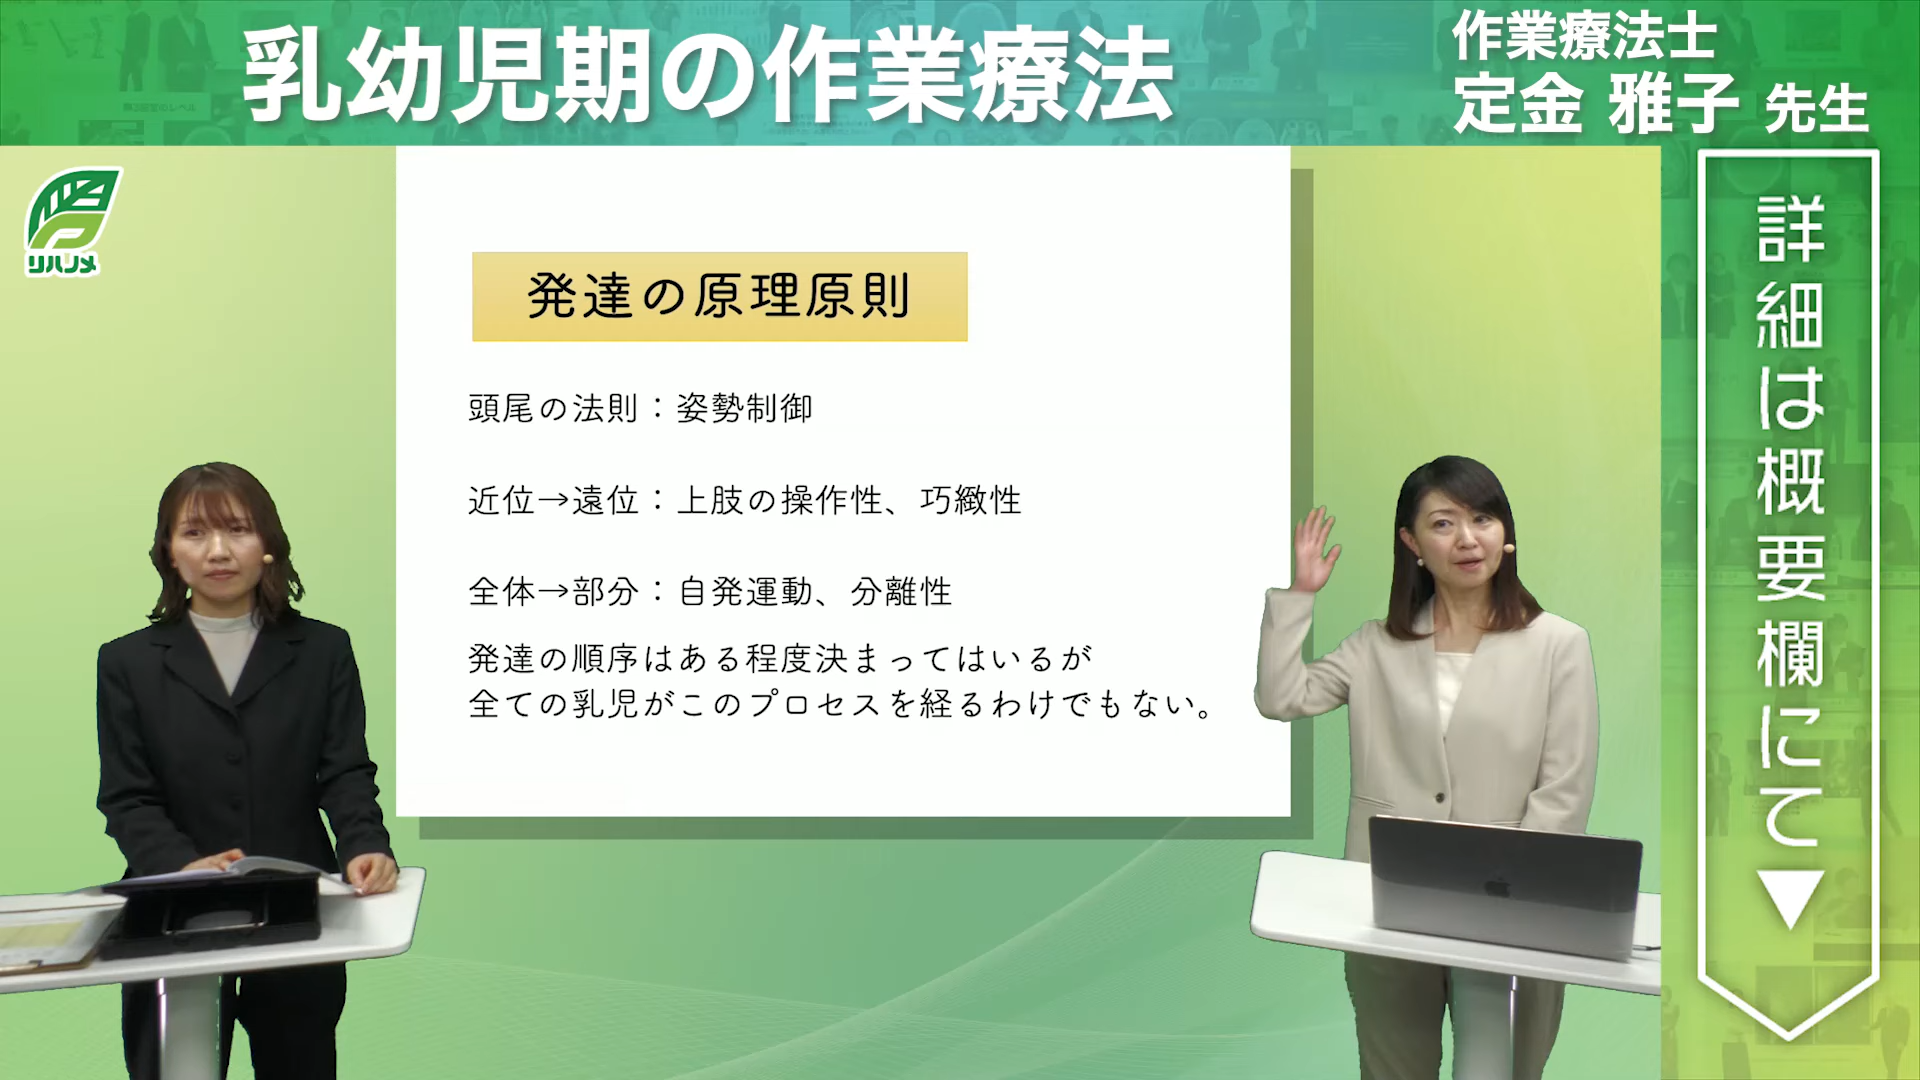 乳幼児期の作業療法
作業療法士
定金 雅子 先生
リハノメ
発達の原理原則
頭尾の法則：姿勢制御
近位→遠位：上肢の操作性、巧緻性
全体→部分：自発運動、分離性
発達の順序はある程度決まってはいるが
全ての乳児がこのプロセスを経るわけでもない。
詳細は概要欄にて▼